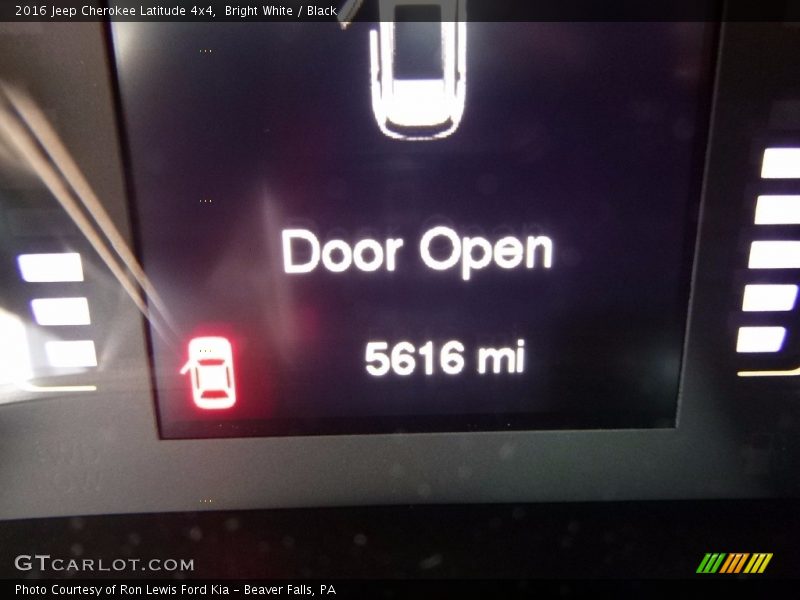 2016 Jeep Cherokee Latitude 4x4,  Bright White / Black
Door Open
5616 mi
GTCARLOT.COM
Photo Courtesy of Ron Lewis Ford Kia - Beaver Falls, PA